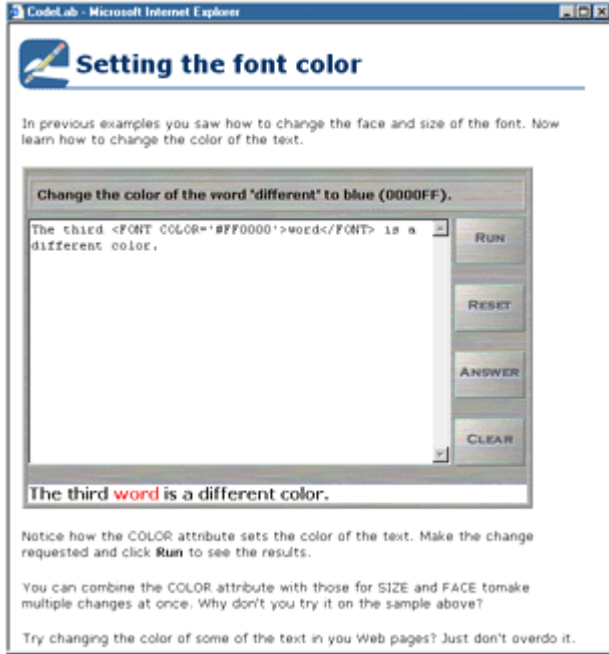 CodeLab - Microsoft Internet Explorer
Setting the font color
In previous examples you saw how to change the face and size of the font. Now
learn how to change the color of the text.
Change the color of the word "different" to blue (0000FF).
The third <FONT COLOR='#FF0000'>word</FONT> is a
different color.
RUN
RESET
ANSWER
CLEAR
The third word is a different color.
Notice how the COLOR attribute sets the color of the text. Make the change
requested and click Run to see the results.
You can combine the COLOR attribute with those for SIZE and FACE tomake
multiple changes at once. Why don't you try it on the sample above?
Try changing the color of some of the text in you Web pages? Just don't overdo it.